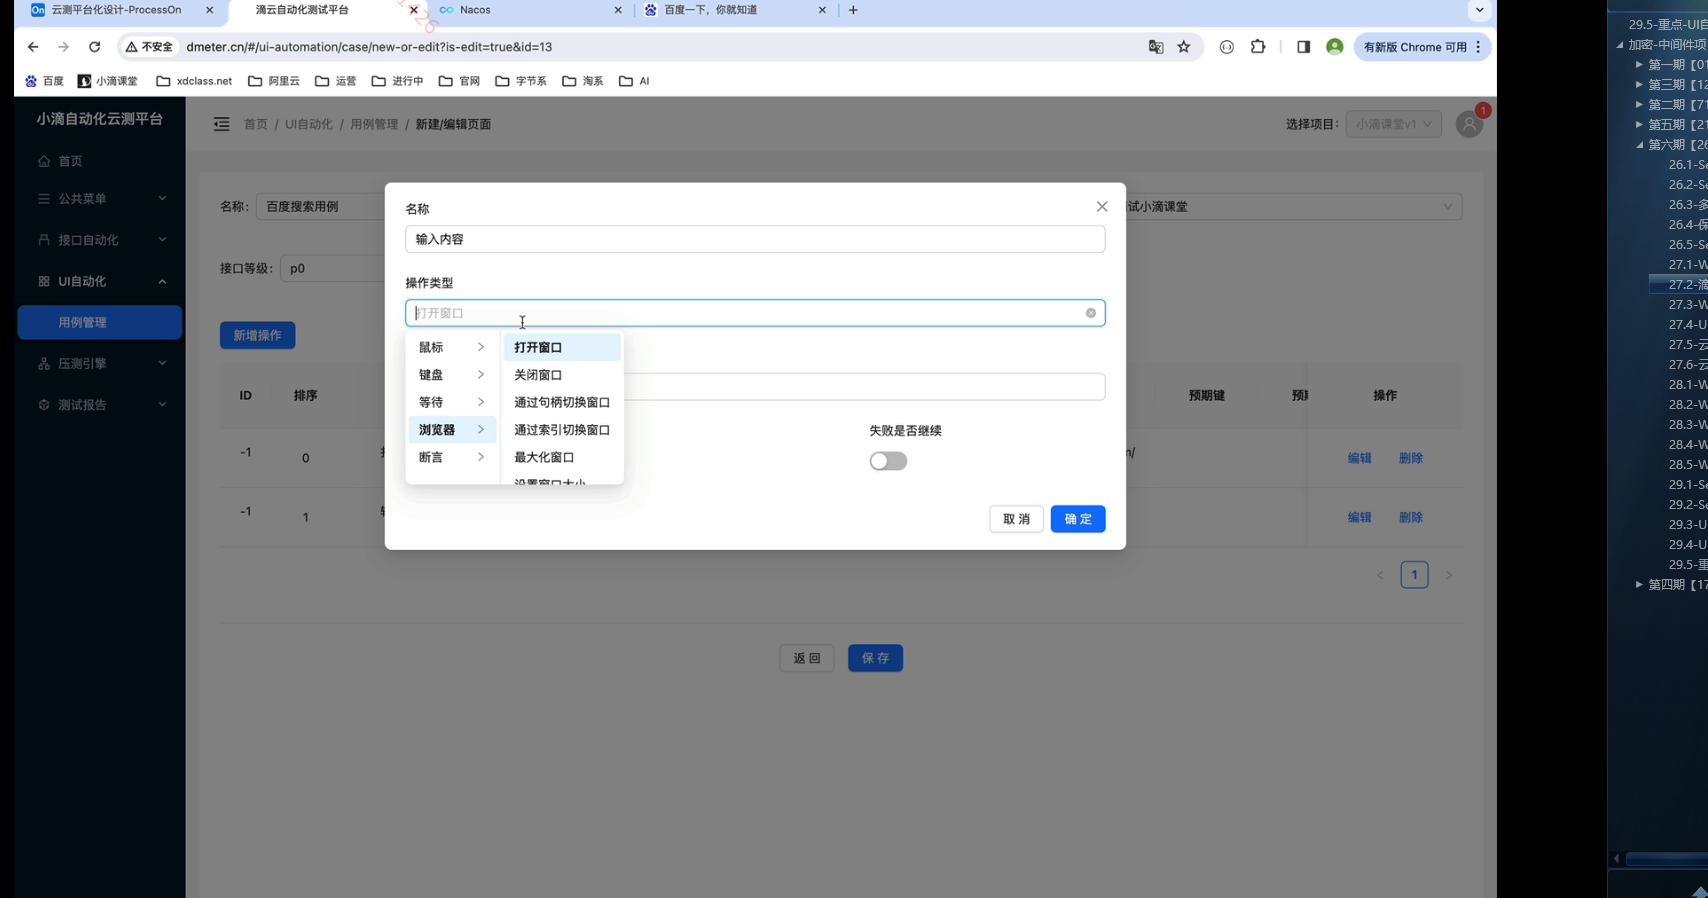 云测平台化设计-ProcessOn
滴云自动化测试平台
Nacos
百度一下，你就知道
不安全
dmeter.cn/#/ui-automation/case/new-or-edit?is-edit=true&id=13
有新版 Chrome 可用
百度
小滴课堂
xdclass.net
阿里云
运营
进行中
官网
字节系
淘系
AI
小滴自动化云测平台
首页
公共菜单
接口自动化
UI自动化
用例管理
压测引擎
测试报告
首页 / UI自动化 / 用例管理 / 新建/编辑页面
选择项目：
小滴课堂v1
1
名称：
百度搜索用例
试小滴课堂
接口等级：
p0
新增操作
ID
排序
预期键
操作
-1
0
编辑
删除
-1
1
编辑
删除
1
返 回
保 存
名称
输入内容
操作类型
打开窗口
鼠标
键盘
等待
浏览器
断言
打开窗口
关闭窗口
通过句柄切换窗口
通过索引切换窗口
最大化窗口
设置窗口大小
失败是否继续
取 消
确 定
29.5-重点-UI自
加密-中间件项
第一期【01
第三期【12
第二期【71
第五期【21
第六期【26
26.1-Se
26.2-Se
26.3-多
26.4-保
26.5-Se
27.1-W
27.2-滴
27.3-W
27.4-U
27.5-云
27.6-云
28.1-W
28.2-W
28.3-W
28.4-W
28.5-W
29.1-Se
29.2-Se
29.3-U
29.4-U
29.5-重
第四期【17